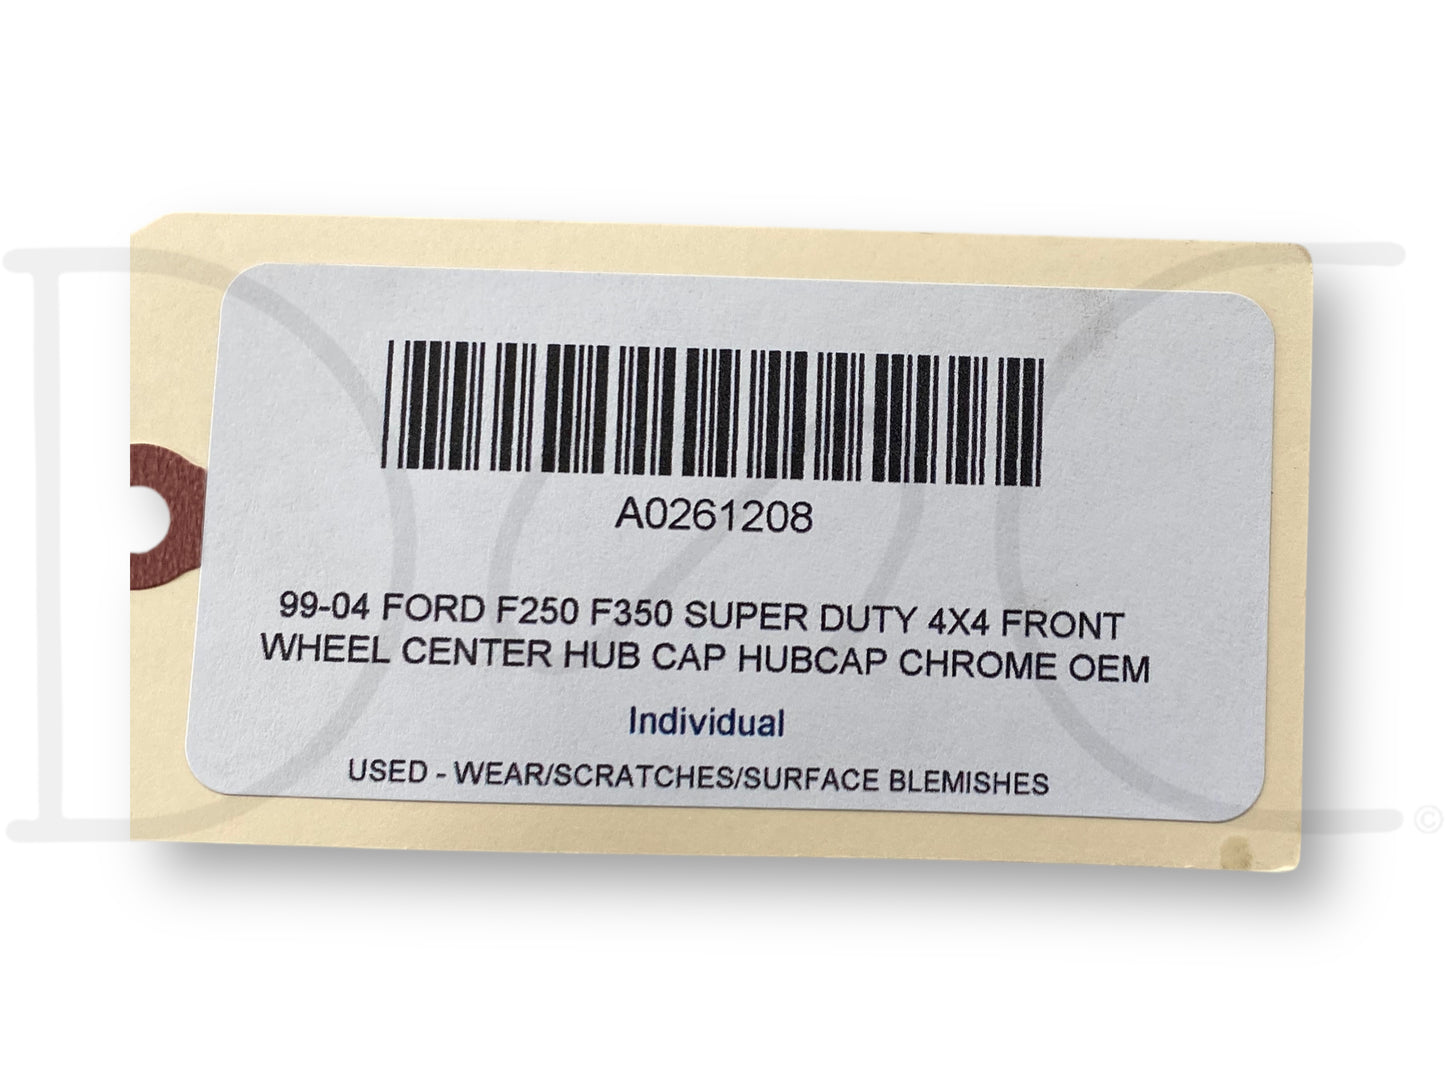 A0261208
99-04 FORD F250 F350 SUPER DUTY 4X4 FRONT
WHEEL CENTER HUB CAP HUBCAP CHROME OEM
Individual
USED - WEAR/SCRATCHES/SURFACE BLEMISHES
©